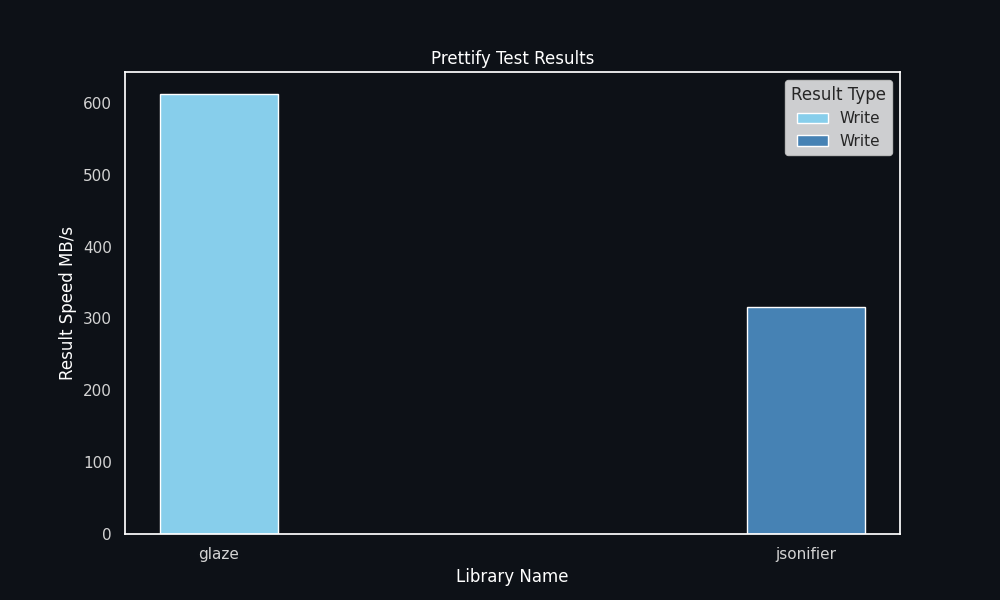 Prettify Test Results
Result Type
Write
Write
Result Speed MB/s
600
500
400
300
200
100
0
glaze
jsonifier
Library Name